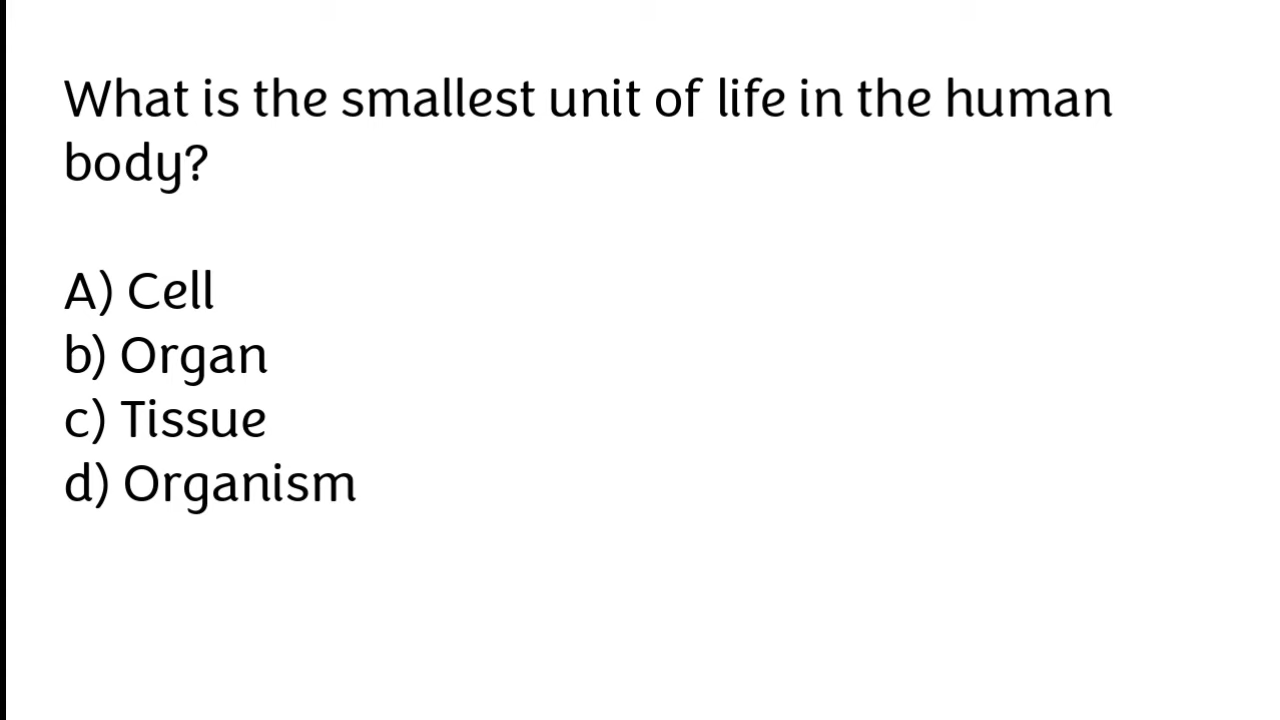 What is the smallest unit of life in the human
body?
A) Cell
b) Organ
c) Tissue
d) Organism